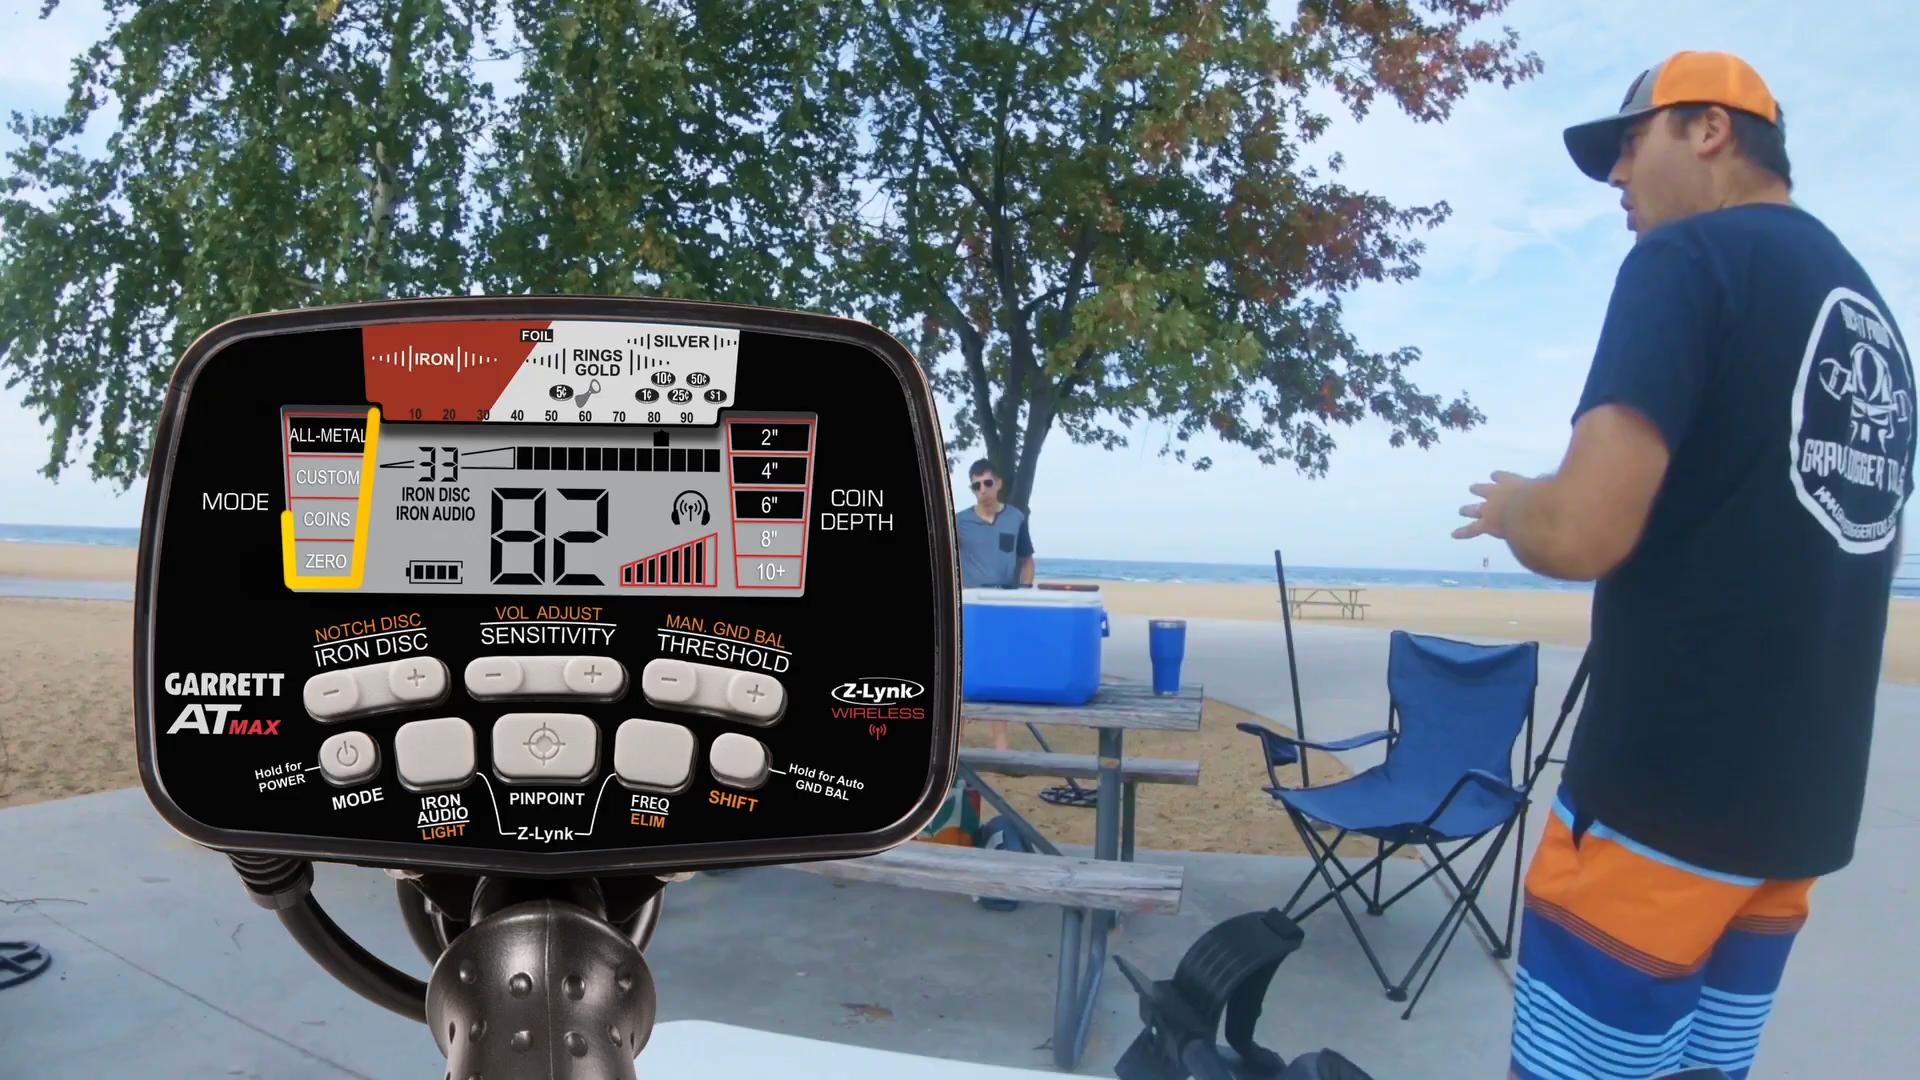 FOIL
IRON
RINGS
GOLD
SILVER
5¢
10¢
50¢
1¢
25¢
$1
10 20 30 40 50 60 70 80 90
MODE
ALL-METAL
CUSTOM
COINS
ZERO
33
IRON DISC
IRON AUDIO
82
2"
4"
6"
8"
10+
COIN
DEPTH
NOTCH DISC
IRON DISC
VOL ADJUST
SENSITIVITY
MAN. GND BAL
THRESHOLD
- +
- +
- +
GARRETT
AT MAX
Z-Lynk
WIRELESS
Hold for
POWER
MODE
IRON
AUDIO
LIGHT
PINPOINT
Z-Lynk
FREQ
ELIM
SHIFT
Hold for Auto
GND BAL